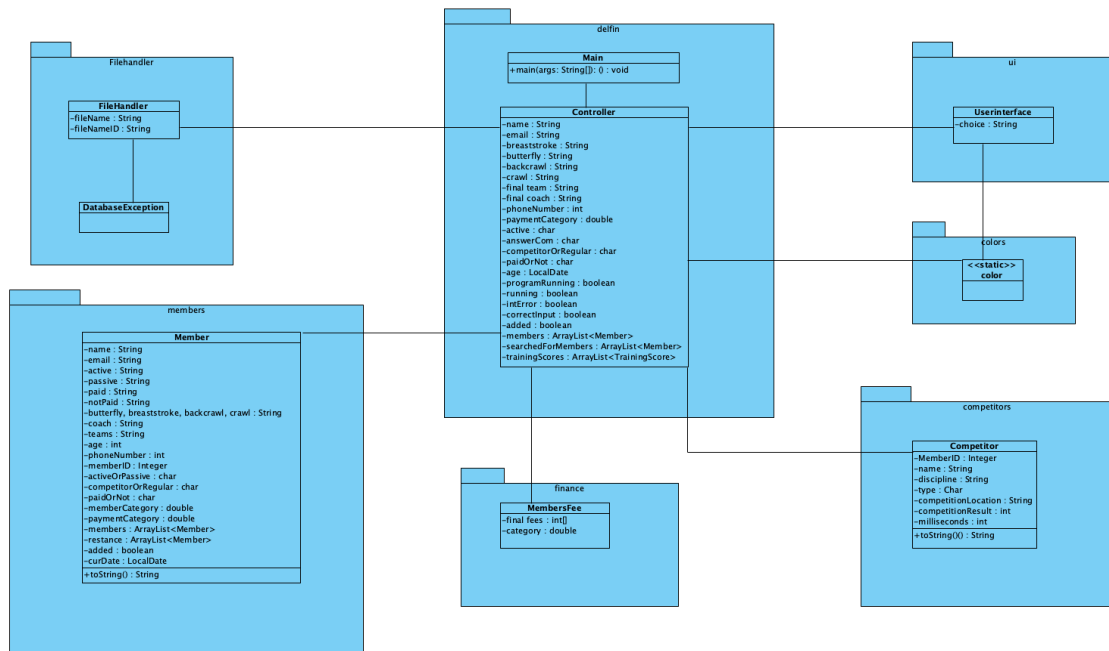 Filehandler
FileHandler
-fileName : String
-fileNameID : String
DatabaseException
delfin
Main
+main(args: String[]): () : void
Controller
-name : String
-email : String
-breaststroke : String
-butterfly : String
-backcrawl : String
-crawl : String
-final team : String
-final coach : String
-phoneNumber : int
-paymentCategory : double
-active : char
-answerCom : char
-competitorOrRegular : char
-paidOrNot : char
-age : LocalDate
-programRunning : boolean
-running : boolean
-intError : boolean
-correctInput : boolean
-added : boolean
-members : ArrayList<Member>
-searchedForMembers : ArrayList<Member>
-trainingScores : ArrayList<TrainingScore>
ui
Userinterface
-choice : String
colors
<<static>>
color
members
Member
-name : String
-email : String
-active : String
-passive : String
-paid : String
-notPaid : String
-butterfly, breaststroke, backcrawl, crawl : String
-coach : String
-teams : String
-age : int
-phoneNumber : int
-memberID : Integer
-activeOrPassive : char
-competitorOrRegular : char
-paidOrNot : char
-memberCategory : double
-paymentCategory : double
-members : ArrayList<Member>
-restance : ArrayList<Member>
-added : boolean
-curDate : LocalDate
+toString() : String
finance
MembersFee
-final fees : int[]
-category : double
competitors
Competitor
-MemberID : Integer
-name : String
-discipline : String
-type : Char
-competitionLocation : String
-competitionResult : int
-milliseconds : int
+toString()() : String